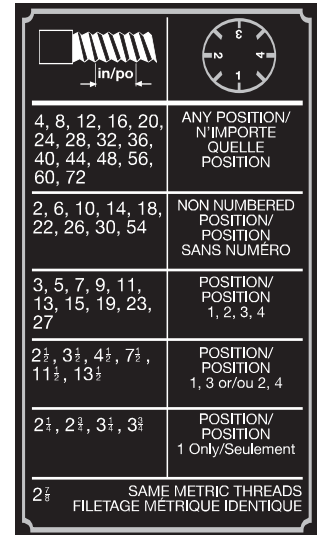 in/po
1 2 3 4
4, 8, 12, 16, 20,
24, 28, 32, 36,
40, 44, 48, 56,
60, 72
ANY POSITION/
N'IMPORTE
QUELLE
POSITION
2, 6, 10, 14, 18,
22, 26, 30, 54
NON NUMBERED
POSITION/
POSITION
SANS NUMÉRO
3, 5, 7, 9, 11,
13, 15, 19, 23,
27
POSITION/
POSITION
1, 2, 3, 4
2½, 3½, 4½, 7½,
11½, 13½
POSITION/
POSITION
1, 3 or/ou 2, 4
2¼, 2¾, 3¼, 3¾
POSITION/
POSITION
1 Only/Seulement
2⅞
SAME METRIC THREADS
FILETAGE MÉTRIQUE IDENTIQUE